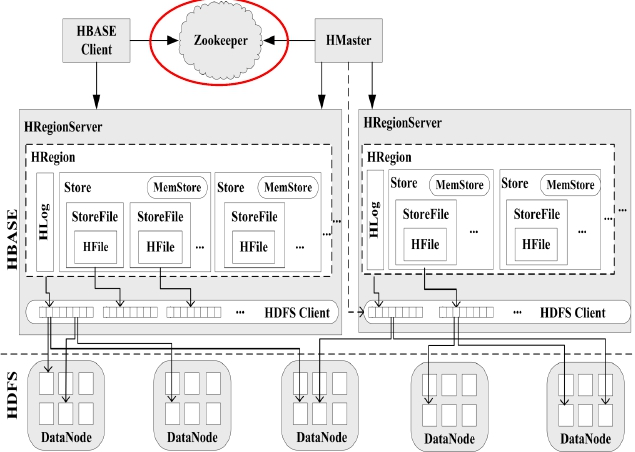 HBASE
Client
Zookeeper
HMaster
HBASE
HRegionServer
HRegion
HLog
Store
MemStore
StoreFile
HFile
StoreFile
HFile
...
Store
MemStore
StoreFile
HFile
...
...
...
HDFS Client
...
HRegionServer
HRegion
HLog
Store
MemStore
StoreFile
HFile
...
Store
MemStore
StoreFile
HFile
...
...
...
... HDFS Client
HDFS
DataNode
DataNode
DataNode
DataNode
DataNode